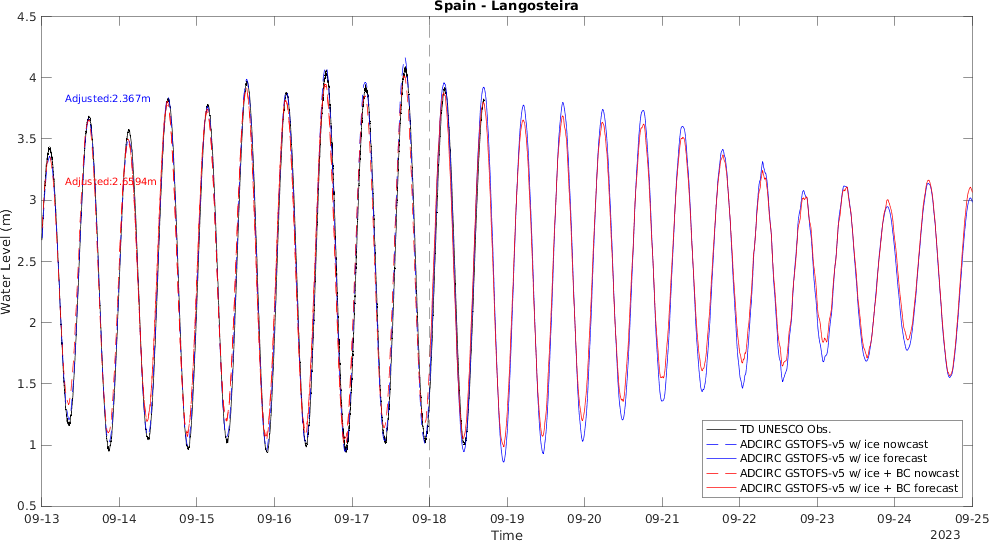 Spain - Langosteira
4.5
4
3.5
3
2.5
2
1.5
1
0.5
Water Level (m)
Adjusted:2.367m
Adjusted:2.6594m
TD UNESCO Obs.
ADCIRC GSTOFS-v5 w/ ice nowcast
ADCIRC GSTOFS-v5 w/ ice forecast
ADCIRC GSTOFS-v5 w/ ice + BC nowcast
ADCIRC GSTOFS-v5 w/ ice + BC forecast
09-13 09-14 09-15 09-16 09-17 09-18 09-19 09-20 09-21 09-22 09-23 09-24 09-25
Time
2023